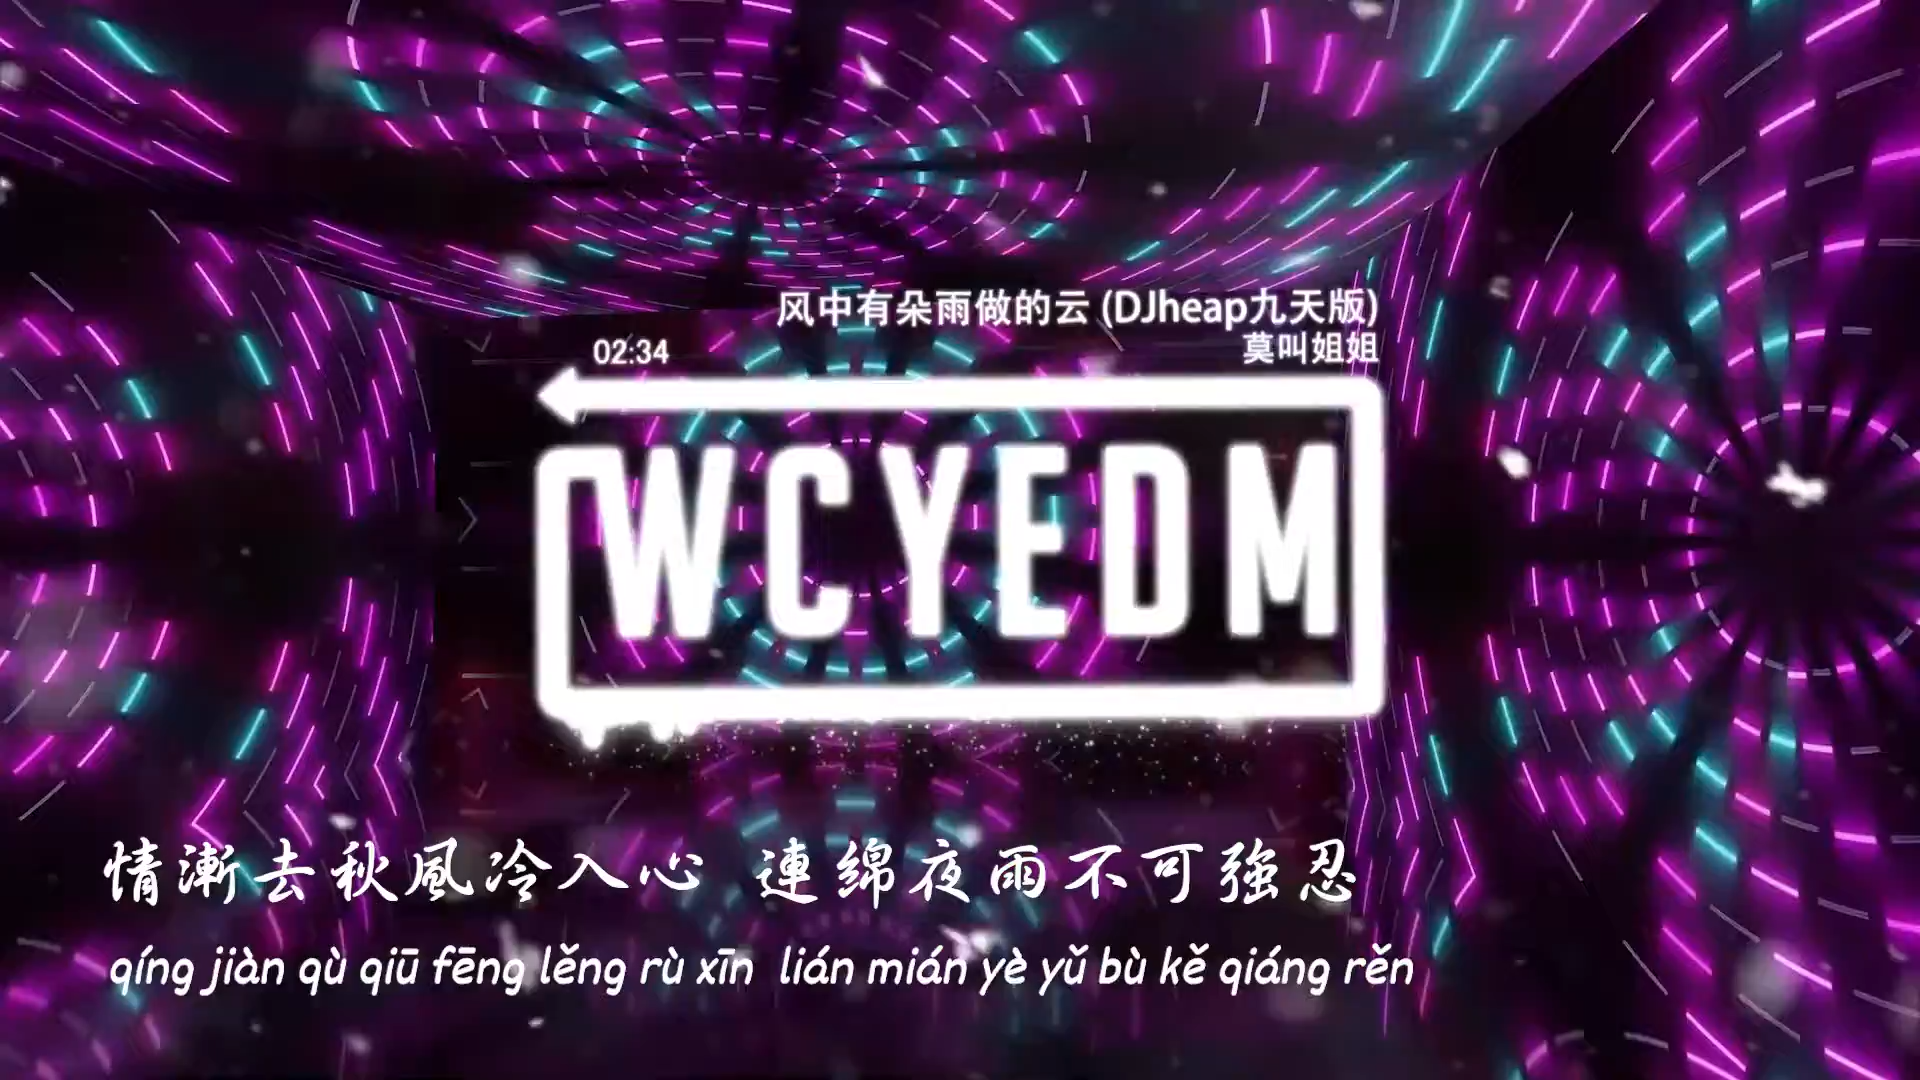 风中有朵雨做的云 (DJheap九天版)
02:34
莫叫姐姐
WCYEDM
情漸去秋風冷入心 連綿夜雨不可強忍
qíng jiàn qù qiū fēng lěng rù xīn lián mián yè yǔ bù kě qiáng rěn